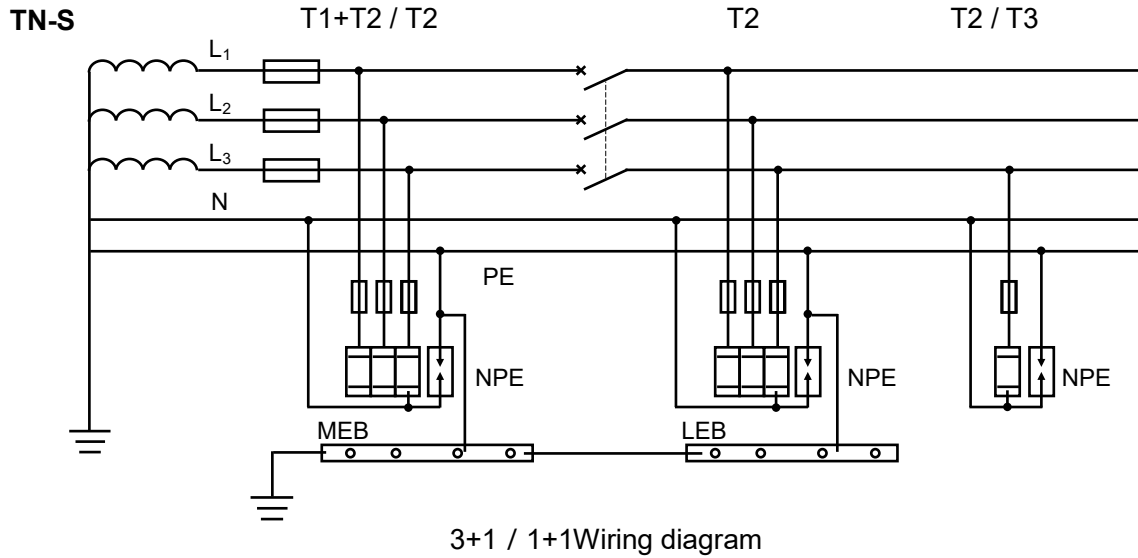 TN-S
T1+T2 / T2
T2
T2 / T3
L1
L2
L3
N
PE
NPE
NPE
NPE
MEB
LEB
3+1 / 1+1Wiring diagram